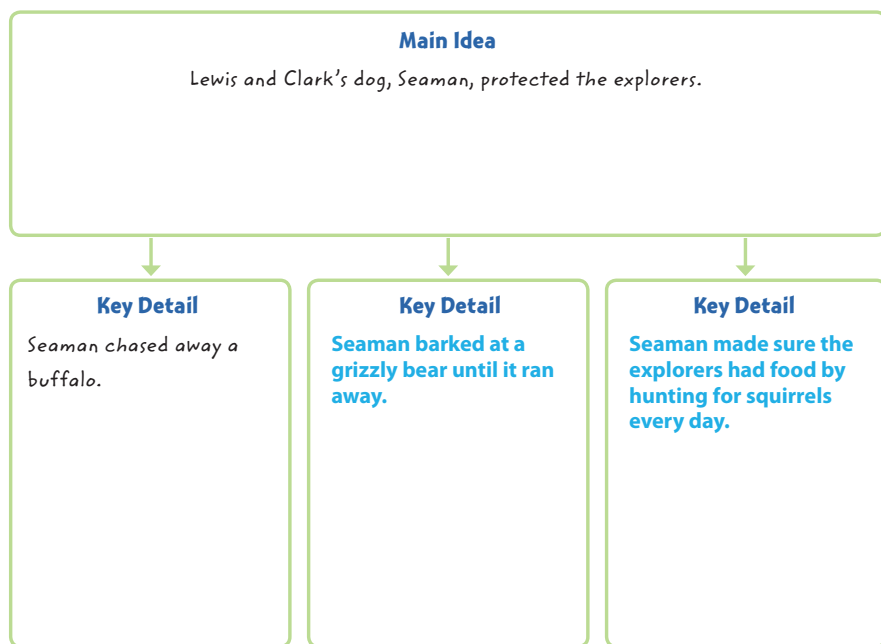 Main Idea
Lewis and Clark's dog, Seaman, protected the explorers.
Key Detail
Seaman chased away a
buffalo.
Key Detail
Seaman barked at a
grizzly bear until it ran
away.
Key Detail
Seaman made sure the
explorers had food by
hunting for squirrels
every day.